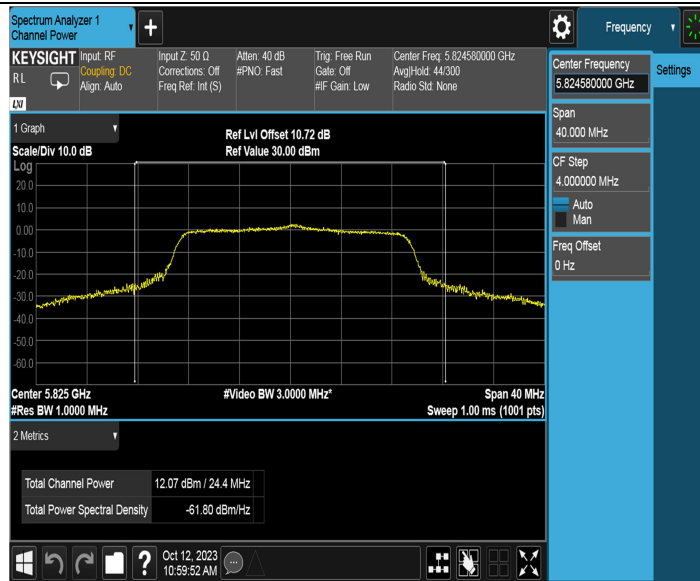 Spectrum Analyzer 1
Channel Power
+
Frequency
KEYSIGHT
RL
LXI
Input: RF
Coupling: DC
Align: Auto
Input Z: 50 Ω
Corrections: Off
Freq Ref: Int (S)
Atten: 40 dB
#PNO: Fast
Trig: Free Run
Gate: Off
#IF Gain: Low
Center Freq: 5.824580000 GHz
Avg|Hold: 44/300
Radio Std: None
Center Frequency
5.824580000 GHz
Settings
Span
40.000 MHz
CF Step
4.000000 MHz
Auto
Man
Freq Offset
0 Hz
1 Graph
Scale/Div 10.0 dB
Ref Lvl Offset 10.72 dB
Ref Value 30.00 dBm
Log
20.0
10.0
0.00
-10.0
-20.0
-30.0
-40.0
-50.0
-60.0
Center 5.825 GHz
#Video BW 3.0000 MHz*
Span 40 MHz
#Res BW 1.0000 MHz
Sweep 1.00 ms (1001 pts)
2 Metrics
Total Channel Power 12.07 dBm / 24.4 MHz
Total Power Spectral Density -61.80 dBm/Hz
?
Oct 12, 2023
10:59:52 AM